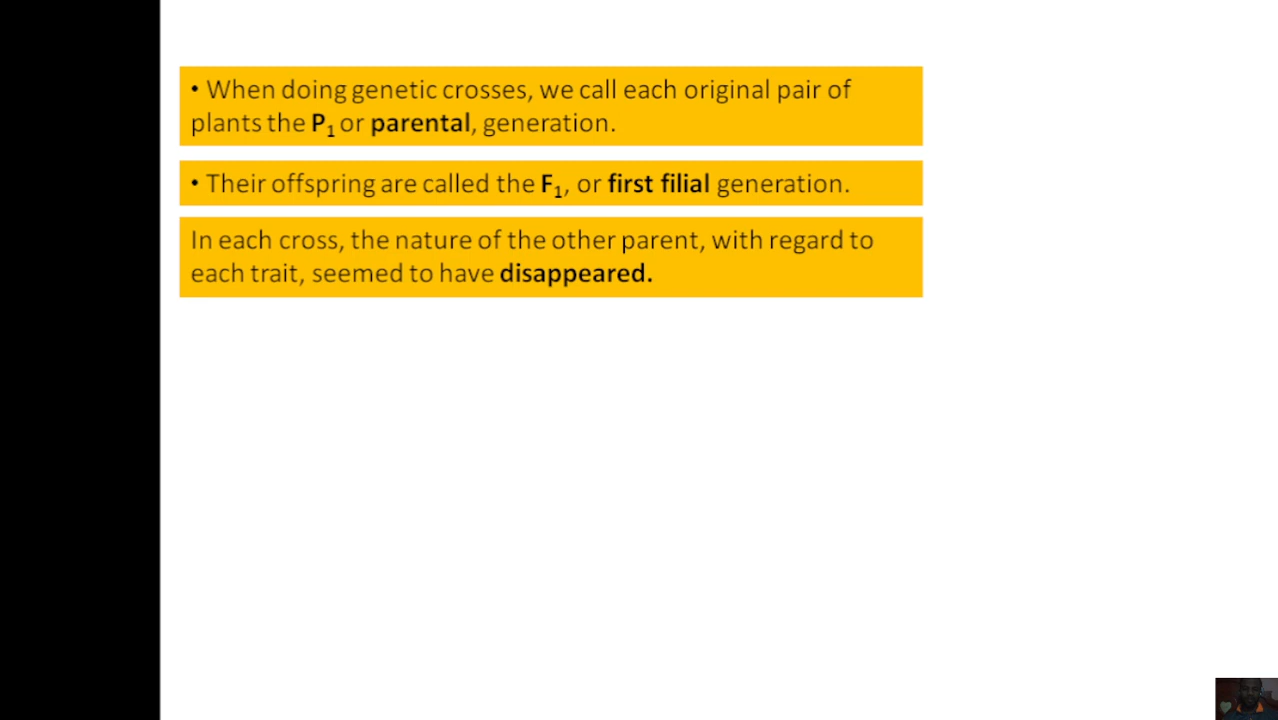 • When doing genetic crosses, we call each original pair of
plants the P₁ or parental, generation.
• Their offspring are called the F₁, or first filial generation.
In each cross, the nature of the other parent, with regard to
each trait, seemed to have disappeared.